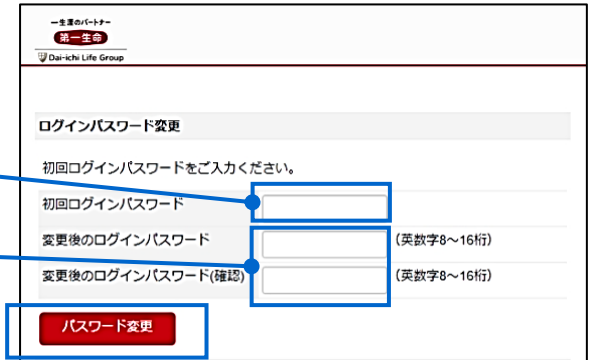 一生涯のパートナー
第一生命
Dai-ichi Life Group
ログインパスワード変更
初回ログインパスワードをご入力ください。
初回ログインパスワード
変更後のログインパスワード (英数字8～16桁)
変更後のログインパスワード(確認) (英数字8～16桁)
パスワード変更